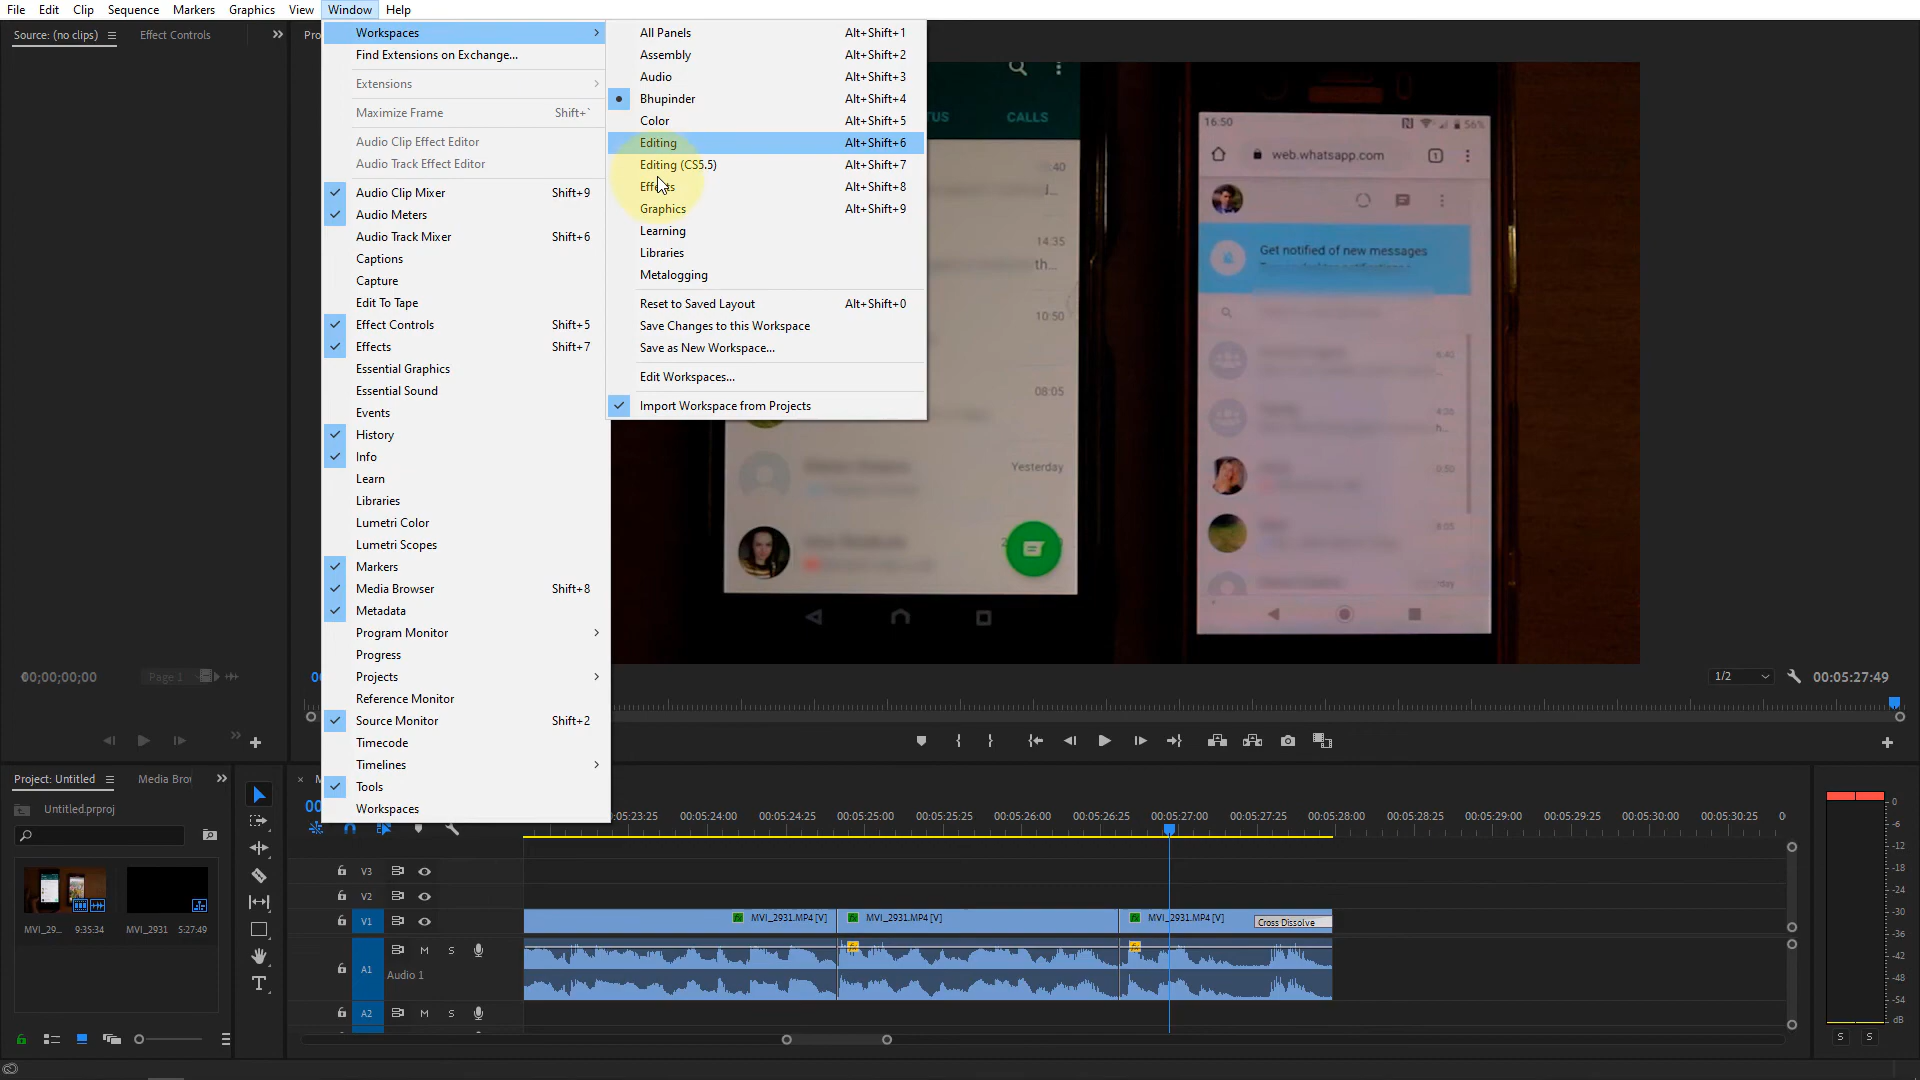 File Edit Clip Sequence Markers Graphics View Window Help
Source: (no clips)
Effect Controls
Workspaces
Find Extensions on Exchange...
Extensions
Maximize Frame Shift+`
Audio Clip Effect Editor
Audio Track Effect Editor
Audio Clip Mixer Shift+9
Audio Meters
Audio Track Mixer Shift+6
Captions
Capture
Edit To Tape
Effect Controls Shift+5
Effects Shift+7
Essential Graphics
Essential Sound
Events
History
Info
Learn
Libraries
Lumetri Color
Lumetri Scopes
Markers
Media Browser Shift+8
Metadata
Program Monitor
Progress
Projects
Reference Monitor
Source Monitor Shift+2
Timecode
Timelines
Tools
Workspaces
All Panels Alt+Shift+1
Assembly Alt+Shift+2
Audio Alt+Shift+3
Bhupinder Alt+Shift+4
Color Alt+Shift+5
Editing Alt+Shift+6
Editing (CS5.5) Alt+Shift+7
Effects Alt+Shift+8
Graphics Alt+Shift+9
Learning
Libraries
Metalogging
Reset to Saved Layout Alt+Shift+0
Save Changes to this Workspace
Save as New Workspace...
Edit Workspaces...
Import Workspace from Projects
CALLS
14:35
th...
10:50
08:05
Yesterday
16:50 56%
web.whatsapp.com 1
Get notified of new messages
00;00;00;00
Page 1
1/2
00:05:27:49
Project: Untitled
Media Bro
Untitled.prproj
MVI_29... 9:35:34
MVI_2931 5:27:49
:05:23:25 00:05:24:00 00:05:24:25 00:05:25:00 00:05:25:25 00:05:26:00 00:05:26:25 00:05:27:00 00:05:27:25 00:05:28:00 00:05:28:25 00:05:29:00 00:05:29:25 00:05:30:00 00:05:30:25
V3
V2
V1
MVI_2931.MP4 [V]
MVI_2931.MP4 [V]
MVI_2931.MP4 [V]
Cross Dissolve
A1 M S
Audio 1
A2 M S
0
-6
-12
-18
-24
-30
-36
-42
-48
-54
dB
S S